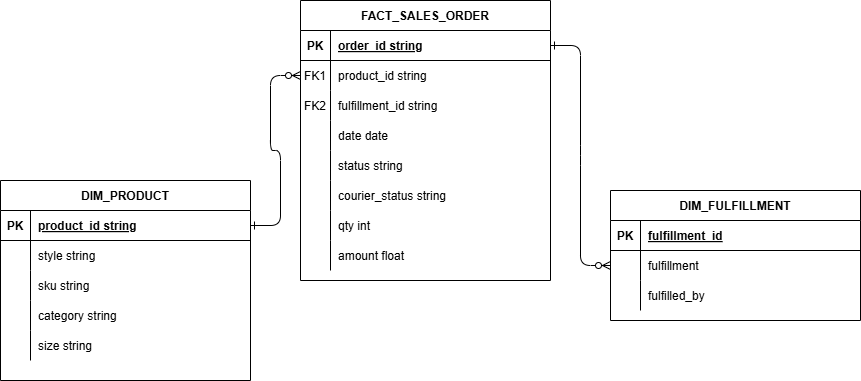 FACT_SALES_ORDER
PK order_id string
FK1 product_id string
FK2 fulfillment_id string
date date
status string
courier_status string
qty int
amount float
DIM_PRODUCT
PK product_id string
style string
sku string
category string
size string
DIM_FULFILLMENT
PK fulfillment_id
fulfillment
fulfilled_by